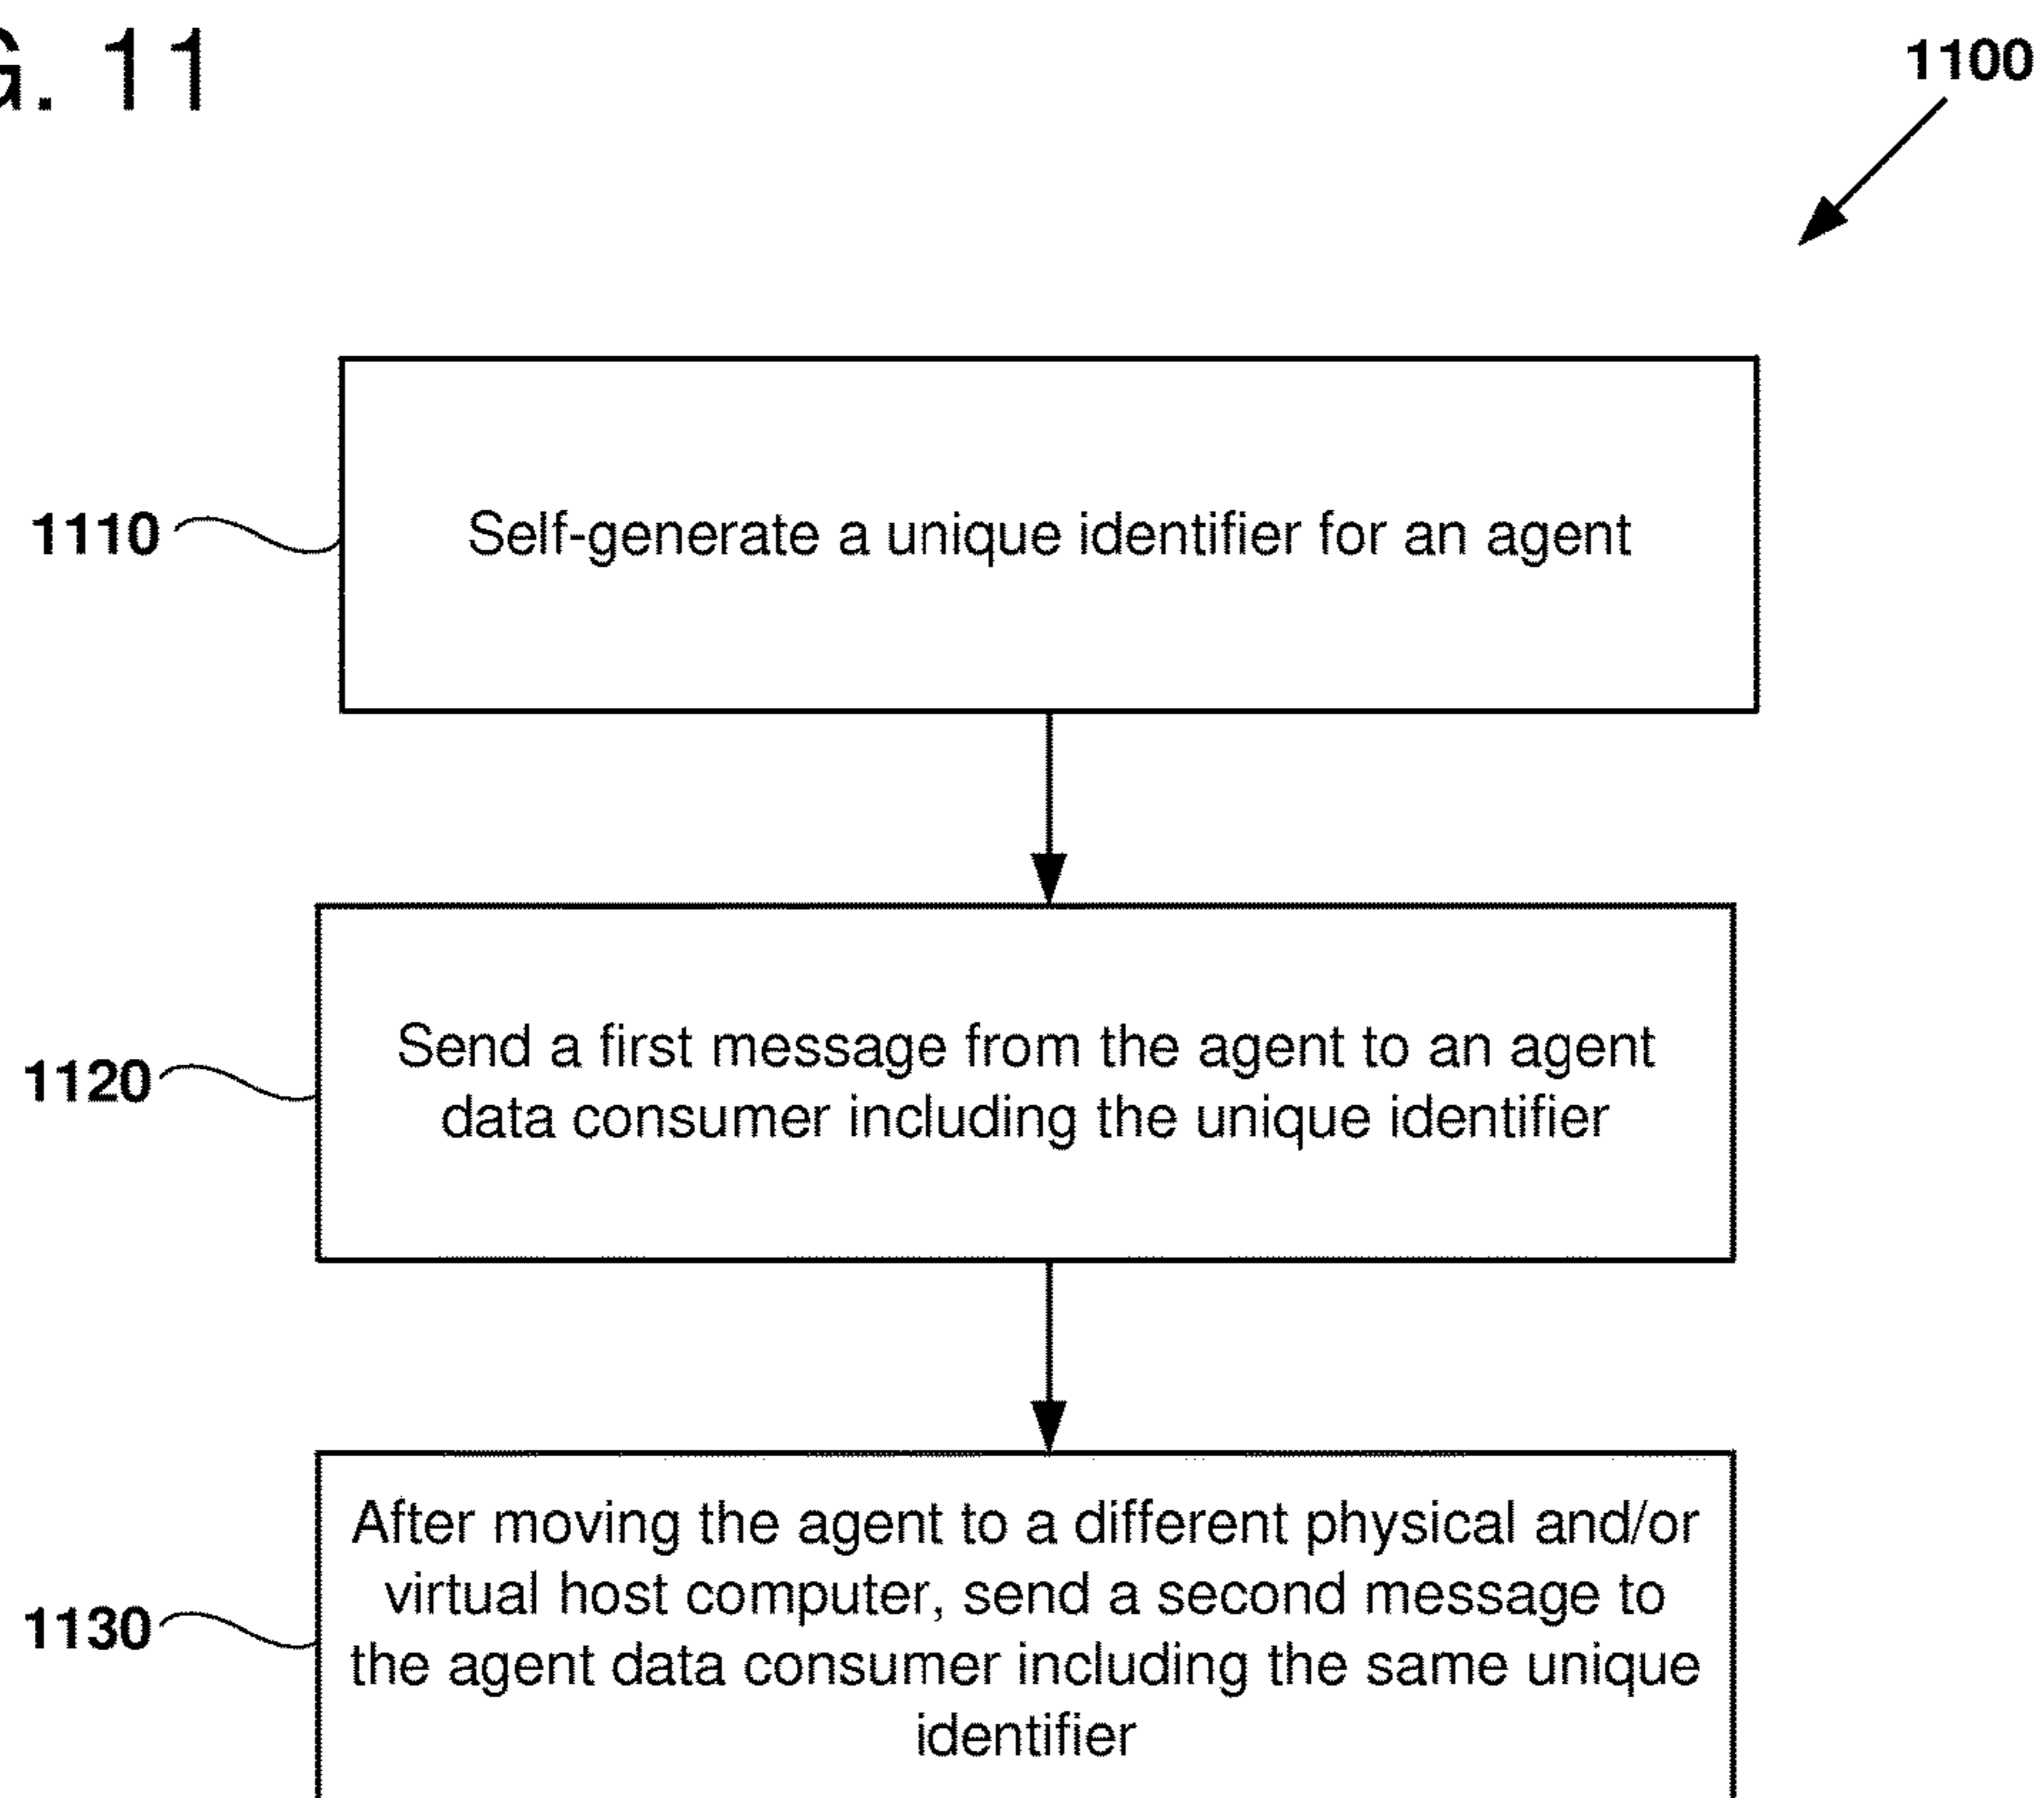 G. 11
1100
1110
Self-generate a unique identifier for an agent
1120
Send a first message from the agent to an agent
data consumer including the unique identifier
1130
After moving the agent to a different physical and/or
virtual host computer, send a second message to
the agent data consumer including the same unique
identifier